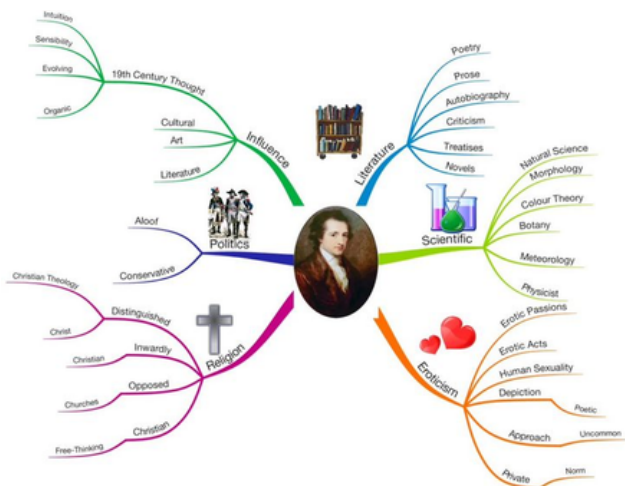 Intuition
Sensibility
Evolving
Organic
19th Century Thought
Cultural
Art
Literature
Influence
Literature
Poetry
Prose
Autobiography
Criticism
Treatises
Novels
Scientific
Natural Science
Morphology
Colour Theory
Botany
Meteorology
Physicist
Politics
Aloof
Conservative
Religion
Christian Theology
Distinguished
Christ
Christian
Inwardly
Churches
Opposed
Free-Thinking
Christian
Eroticism
Erotic Passions
Erotic Acts
Human Sexuality
Depiction
Poetic
Approach
Uncommon
Private
Norm